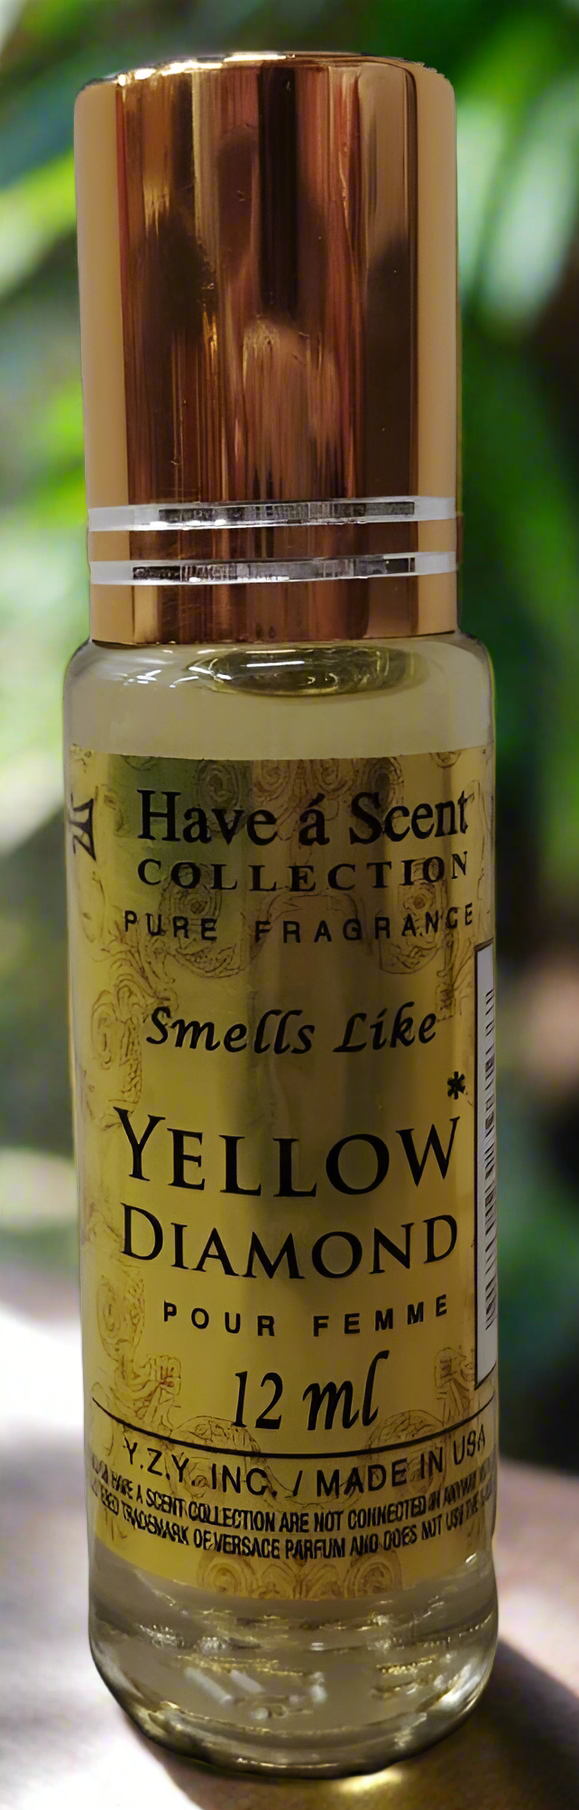 Have á Scent
COLLECTION
PURE FRAGRANCE
Smells Like
YELLOW*
DIAMOND
POUR FEMME
12 ml
Y.Z.Y. INC. / MADE IN USA
HAVE A SCENT COLLECTION ARE NOT CONNECTED IN ANYWAY
TRADEMARK OF VERSACE PARFUM AND DOES NOT USE THE